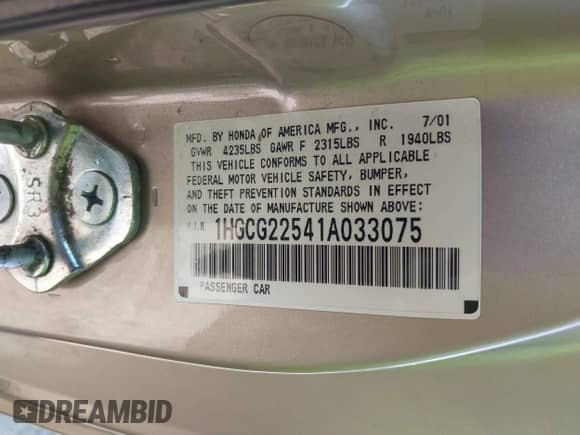 MFD. BY HONDA OF AMERICA MFG., INC. 7/01
GVWR 4235LBS GAWR F 2315LBS R 1940LBS
THIS VEHICLE CONFORMS TO ALL APPLICABLE
FEDERAL MOTOR VEHICLE SAFETY, BUMPER,
AND THEFT PREVENTION STANDARDS IN EFFECT
ON THE DATE OF MANUFACTURE SHOWN ABOVE:
V.I.N. 1HGCG22541A033075
PASSENGER CAR
SR3
DREAMBID